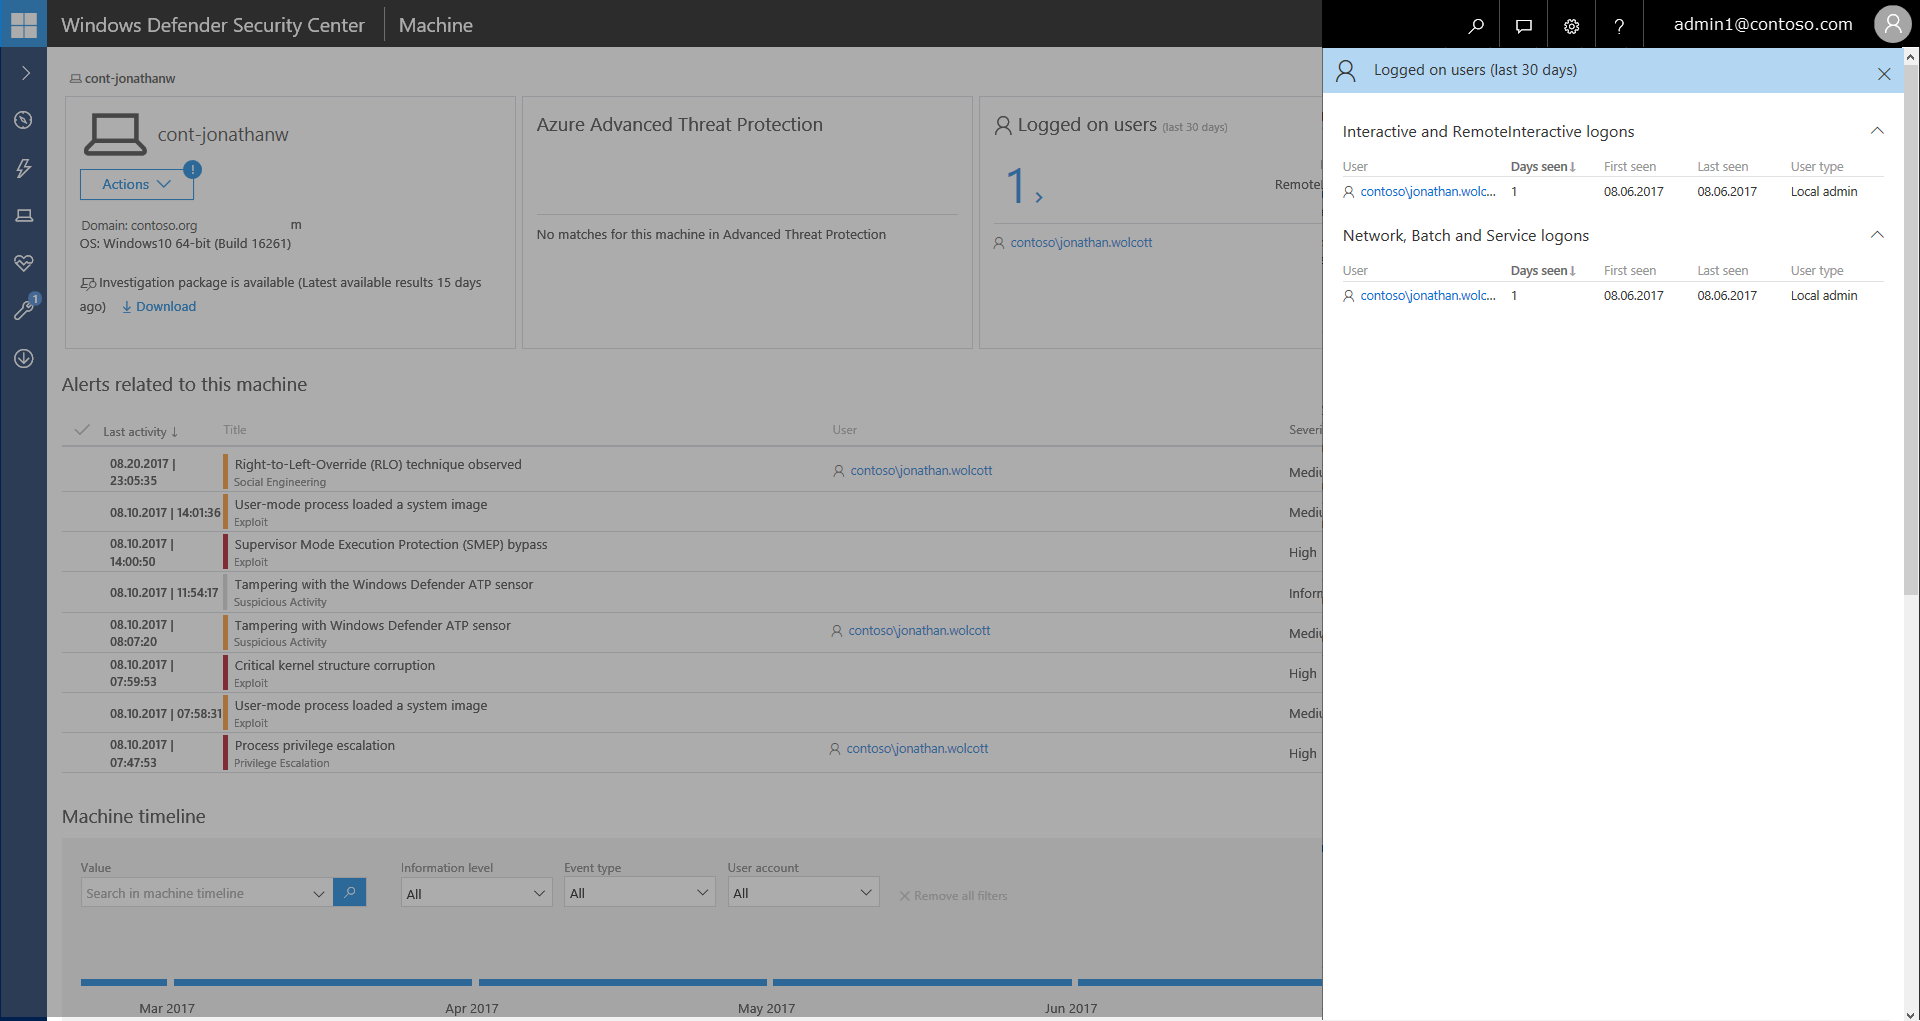 Windows Defender Security Center | Machine
? admin1@contoso.com
cont-jonathanw
cont-jonathanw
!
Actions
Domain: contoso.org m
OS: Windows10 64-bit (Build 16261)
Investigation package is available (Latest available results 15 days
ago) Download
1
Azure Advanced Threat Protection
No matches for this machine in Advanced Threat Protection
Logged on users (last 30 days)
1
Remote
contoso\jonathan.wolcott
Alerts related to this machine
Last activity ↓ Title User Severi
08.20.2017 | Right-to-Left-Override (RLO) technique observed
23:05:35 Social Engineering contoso\jonathan.wolcott Mediu
User-mode process loaded a system image
08.10.2017 | 14:01:36 Exploit Mediu
08.10.2017 | Supervisor Mode Execution Protection (SMEP) bypass
14:00:50 Exploit High
Tampering with the Windows Defender ATP sensor
08.10.2017 | 11:54:17 Suspicious Activity Inform
08.10.2017 | Tampering with Windows Defender ATP sensor
08:07:20 Suspicious Activity contoso\jonathan.wolcott Mediu
08.10.2017 | Critical kernel structure corruption
07:59:53 Exploit High
User-mode process loaded a system image
08.10.2017 | 07:58:31 Exploit Mediu
08.10.2017 | Process privilege escalation
07:47:53 Privilege Escalation contoso\jonathan.wolcott High
Machine timeline
Value Information level Event type User account
Search in machine timeline All All All Remove all filters
Mar 2017 Apr 2017 May 2017 Jun 2017
Logged on users (last 30 days)
Interactive and RemoteInteractive logons
User Days seen↓ First seen Last seen User type
contoso\jonathan.wolc... 1 08.06.2017 08.06.2017 Local admin
Network, Batch and Service logons
User Days seen↓ First seen Last seen User type
contoso\jonathan.wolc... 1 08.06.2017 08.06.2017 Local admin